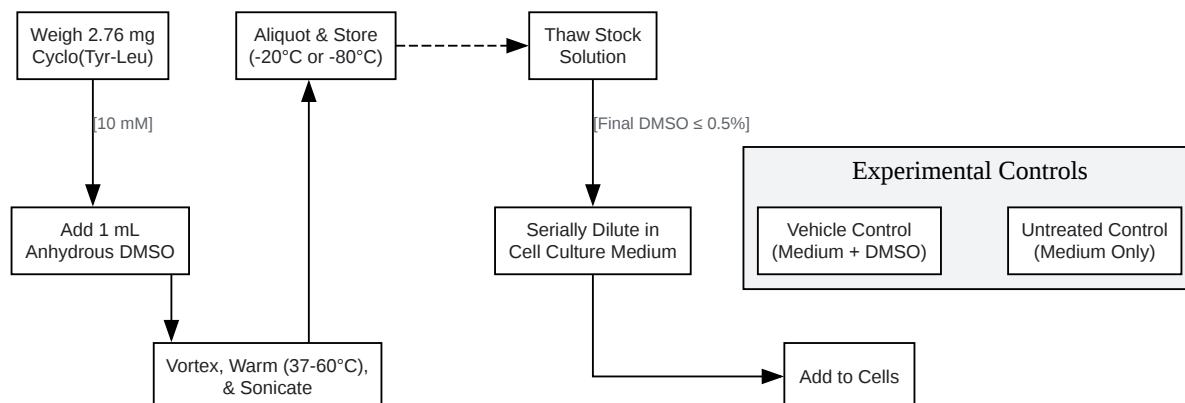 Weigh 2.76 mg
Cyclo(Tyr-Leu)
[10 mM]
Add 1 mL
Anhydrous DMSO
Vortex, Warm (37-60°C),
& Sonicate
Aliquot & Store
(-20°C or -80°C)
Thaw Stock
Solution
[Final DMSO ≤ 0.5%]
Serially Dilute in
Cell Culture Medium
Add to Cells
Experimental Controls
Vehicle Control
(Medium + DMSO)
Untreated Control
(Medium Only)